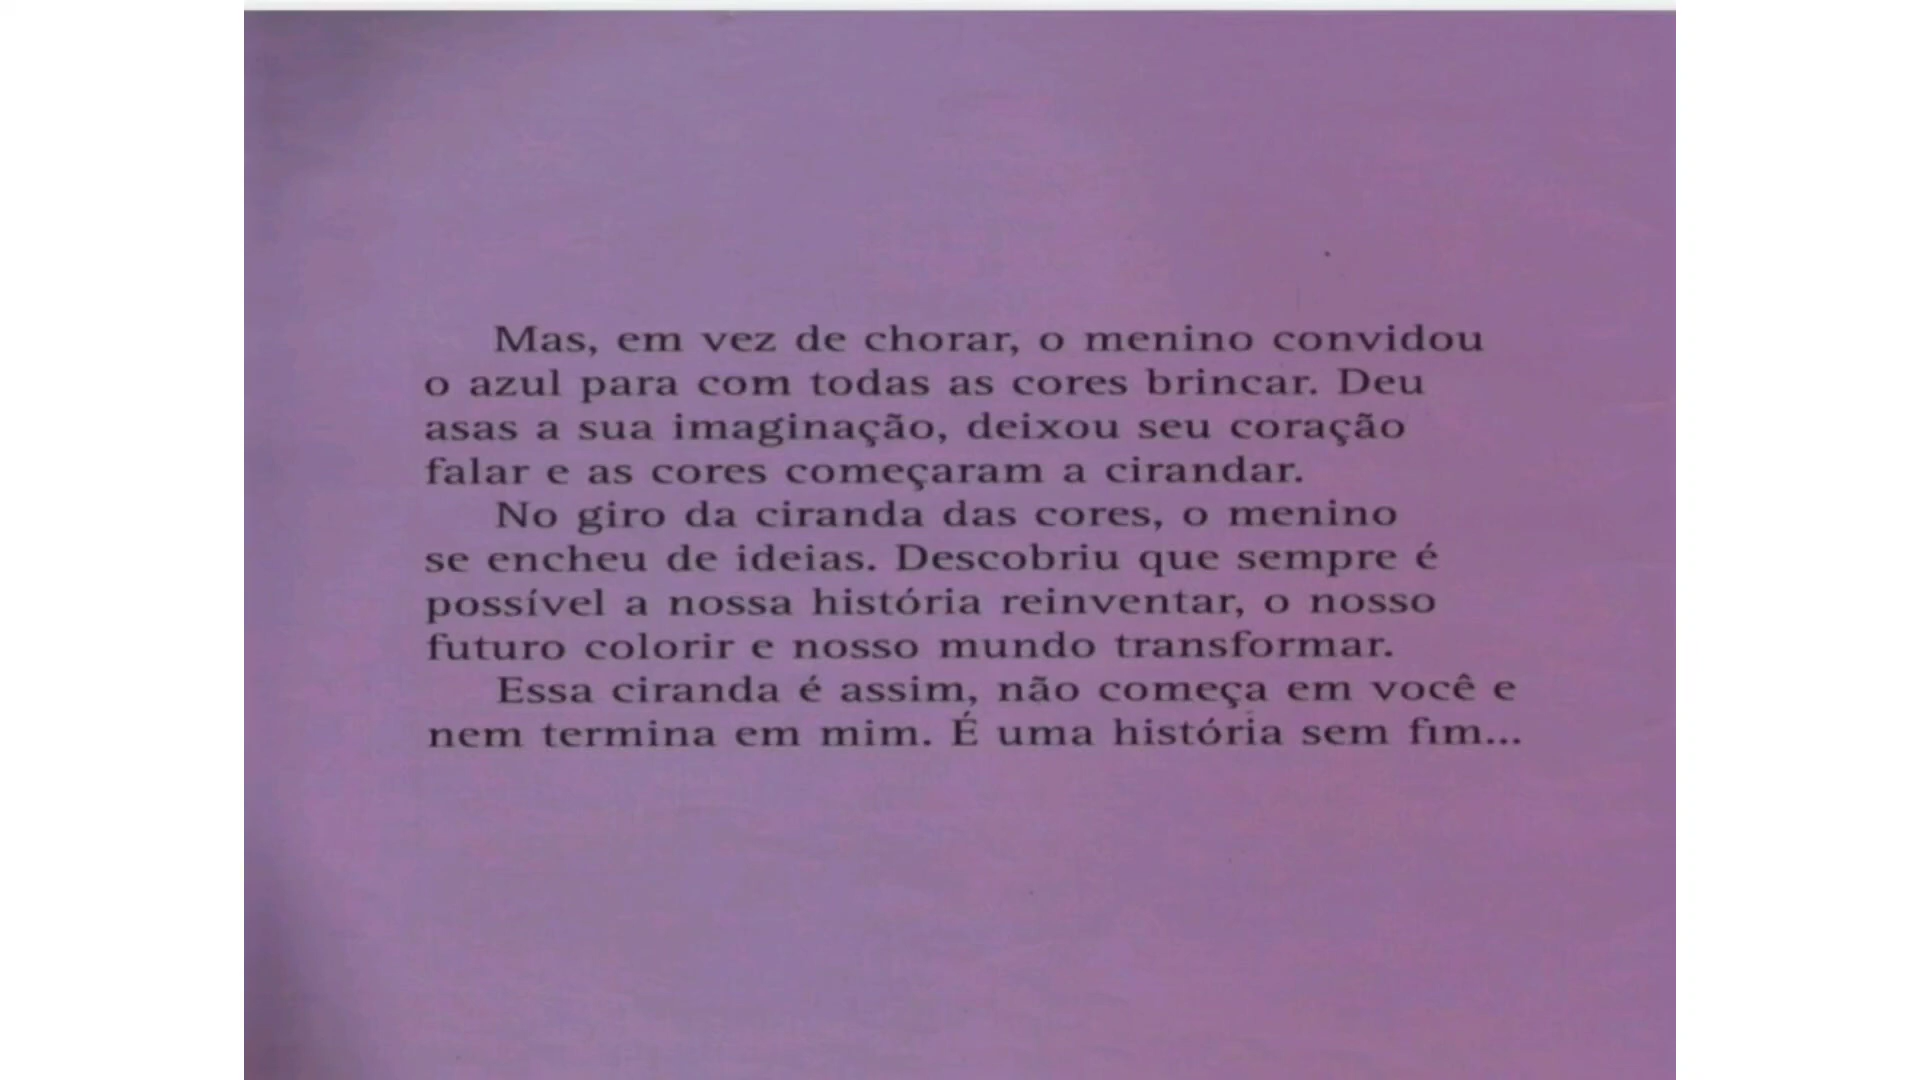 Mas, em vez de chorar, o menino convidou
o azul para com todas as cores brincar. Deu
asas a sua imaginação, deixou seu coração
falar e as cores começaram a cirandar.
No giro da ciranda das cores, o menino
se encheu de ideias. Descobriu que sempre é
possível a nossa história reinventar, o nosso
futuro colorir e nosso mundo transformar.
Essa ciranda é assim, não começa em você e
nem termina em mim. É uma história sem fim...